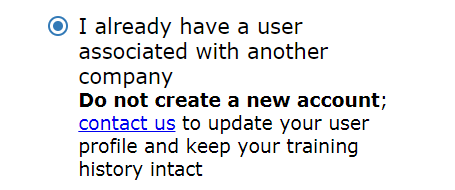 I already have a user
associated with another
company
Do not create a new account;
contact us to update your user
profile and keep your training
history intact